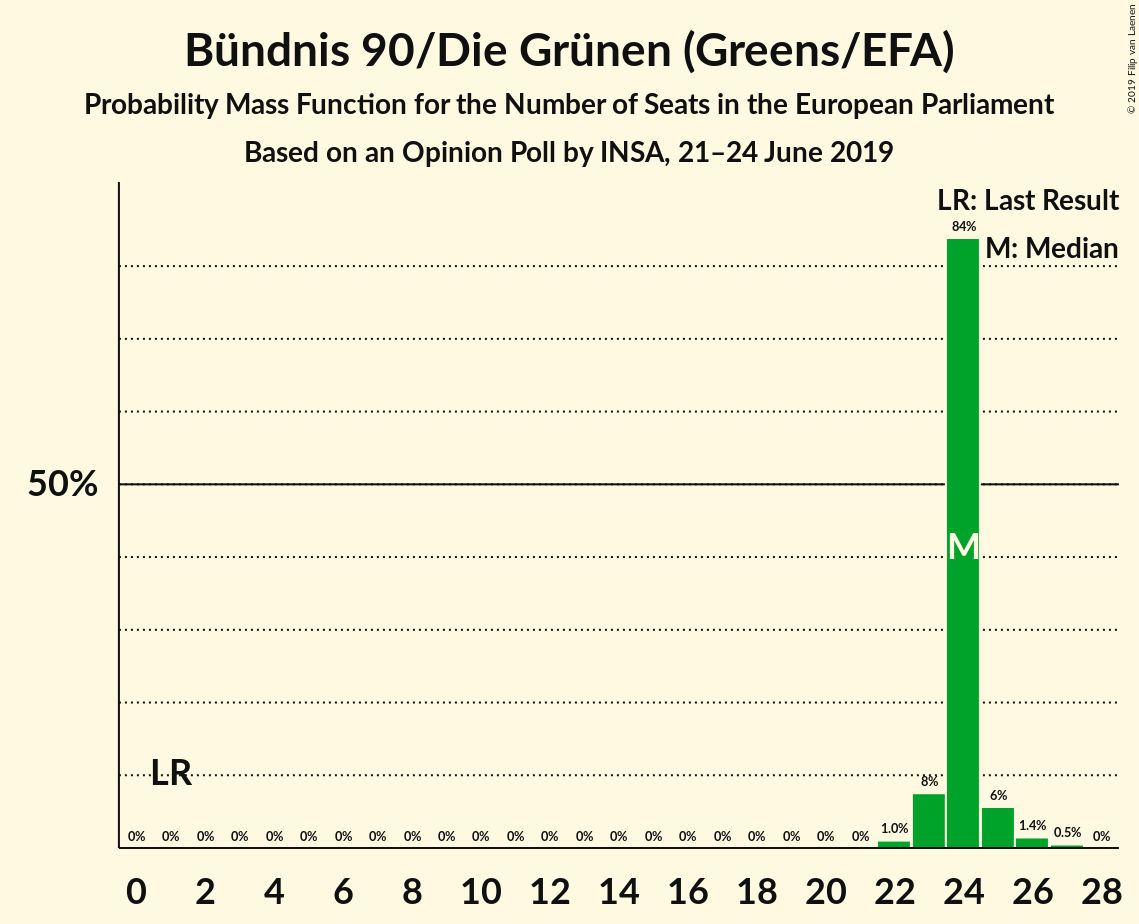 Bündnis 90/Die Grünen (Greens/EFA)
Probability Mass Function for the Number of Seats in the European Parliament
Based on an Opinion Poll by INSA, 21–24 June 2019
© 2019 Filip van Laenen
LR: Last Result
84%
M: Median
50%
M
LR
0% 0% 0% 0% 0% 0% 0% 0% 0% 0% 0% 0% 0% 0% 0% 0% 0% 0% 0% 0% 0% 0% 1.0% 8% 6% 1.4% 0.5% 0%
0 2 4 6 8 10 12 14 16 18 20 22 24 26 28